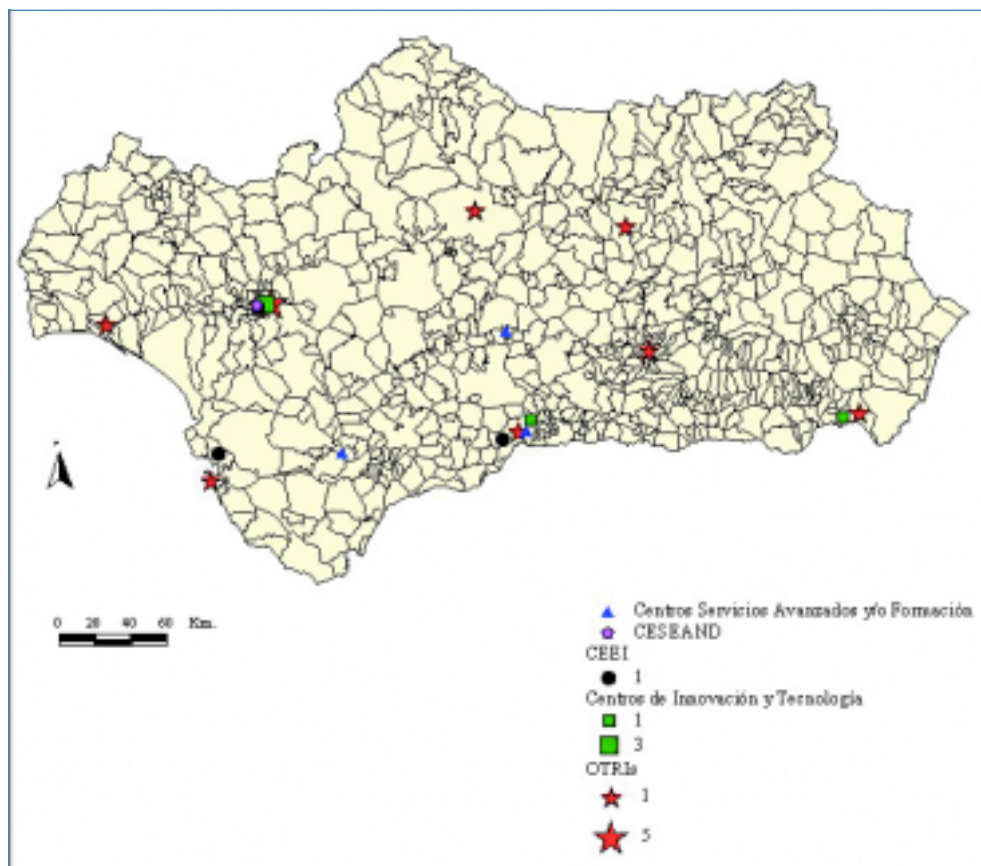 0 20 40 60 Km.
Centros Servicios Avanzados y/o Formación
CESEAND
CEEI
1
Centros de Innovación y Tecnología
1
3
OTRIs
1
5